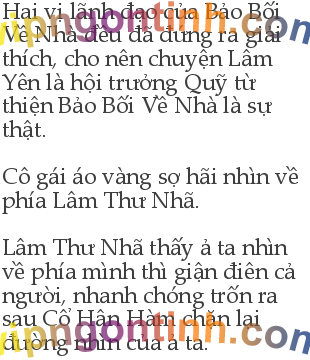 Hai vị lãnh đạo của Bảo Bối
Về Nhà đều đã đứng ra giải
thích, cho nên chuyện Lâm
Yên là hội trưởng Quỹ từ
thiện Bảo Bối Về Nhà là sự
thật.
Cô gái áo vàng sợ hãi nhìn về
phía Lâm Thư Nhã.
Lâm Thư Nhã thấy ả ta nhìn
về phía mình thì giận điên cả
người, nhanh chóng trốn ra
sau Cố Hận Hàm chặn lại
đường nhìn của ả ta.
vipngontinh.com
vipngontinh.com